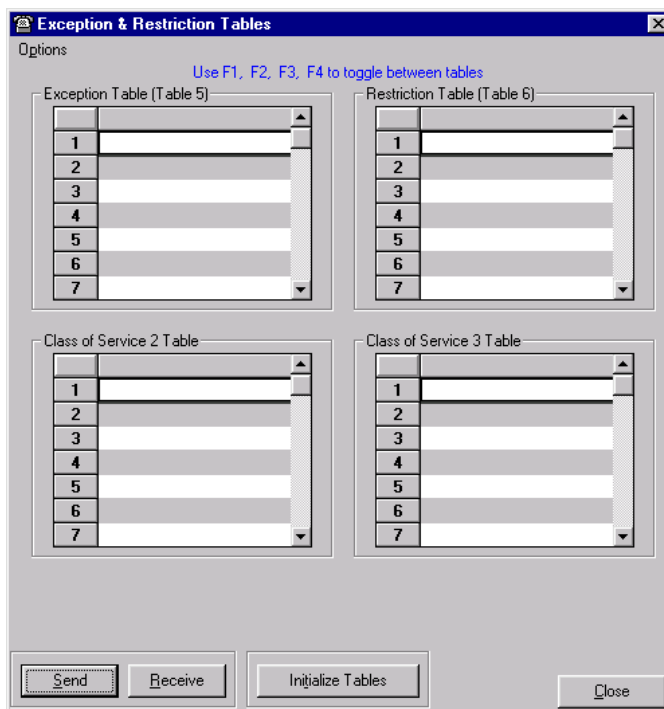 Exception & Restriction Tables
Options
Use F1, F2, F3, F4 to toggle between tables
Exception Table (Table 5)
1
2
3
4
5
6
7
Restriction Table (Table 6)
1
2
3
4
5
6
7
Class of Service 2 Table
1
2
3
4
5
6
7
Class of Service 3 Table
1
2
3
4
5
6
7
Send
Receive
Initialize Tables
Close